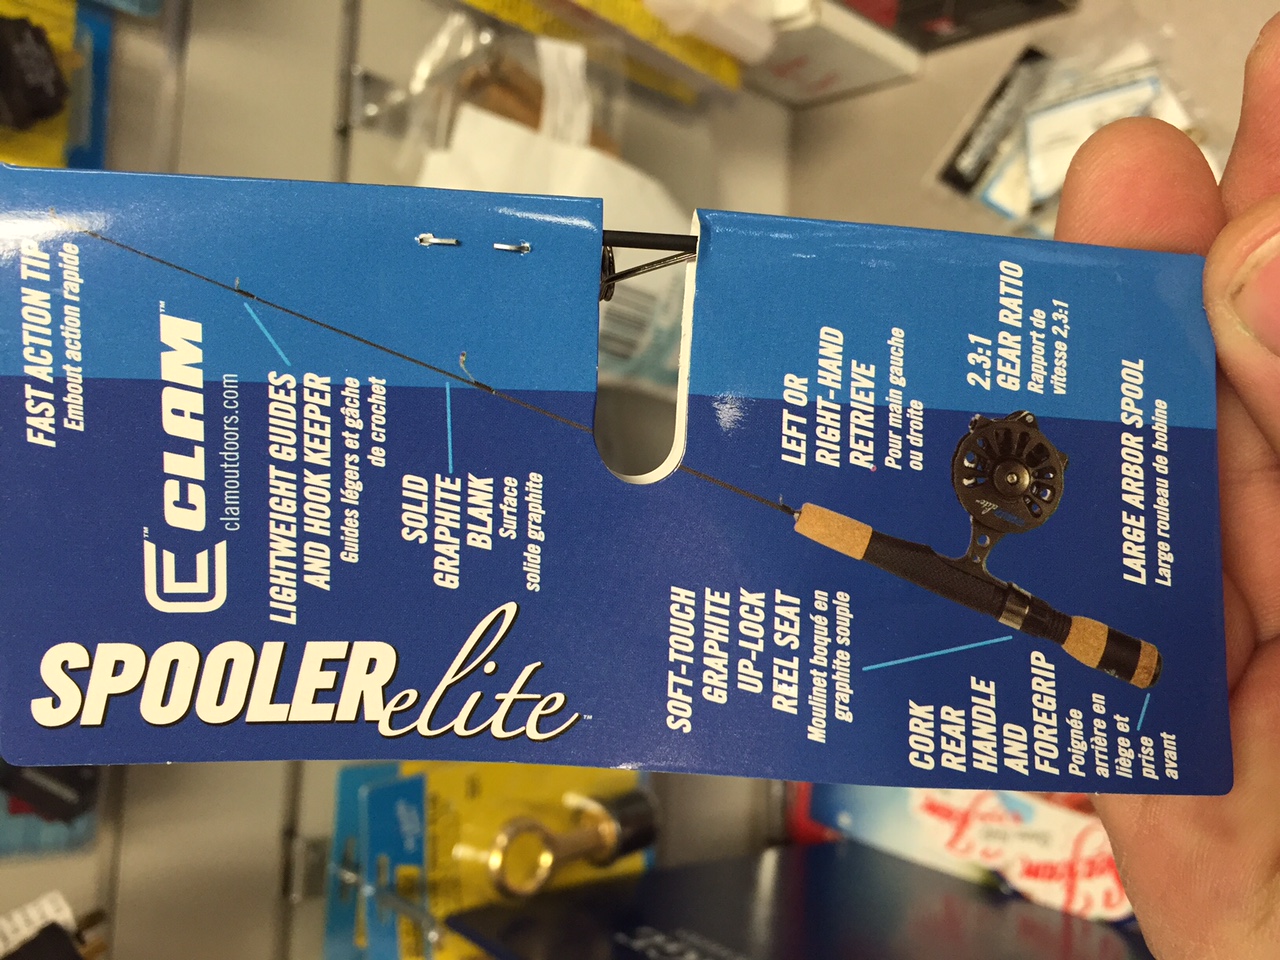 FAST ACTION TIP
Embout action rapide
CLAM™
clamoutdoors.com
LIGHTWEIGHT GUIDES
AND HOOK KEEPER
Guides légers et gâche
de crochet
SOLID
GRAPHITE
BLANK
Surface
solide graphite
SPOOLER elite™
LEFT OR
RIGHT-HAND
RETRIEVE
Pour main gauche
ou droite
2.3:1
GEAR RATIO
Rapport de
vitesse 2,3:1
LARGE ARBOR SPOOL
Large rouleau de bobine
SOFT-TOUCH
GRAPHITE
UP-LOCK
REEL SEAT
Moulinet boqué en
graphite souple
CORK
REAR
HANDLE
AND
FOREGRIP
Poignée
arrière en
liège et
prise
avant